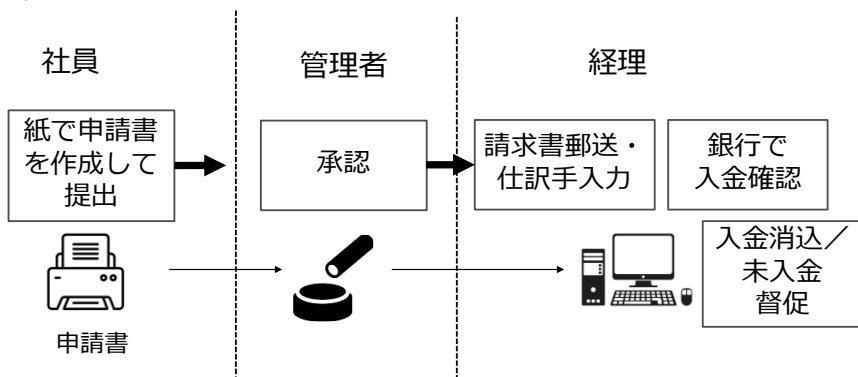 社員
管理者
経理
紙で申請書
を作成して
提出
承認
請求書郵送・
仕訳手入力
銀行で
入金確認
入金消込／
未入金
督促
申請書